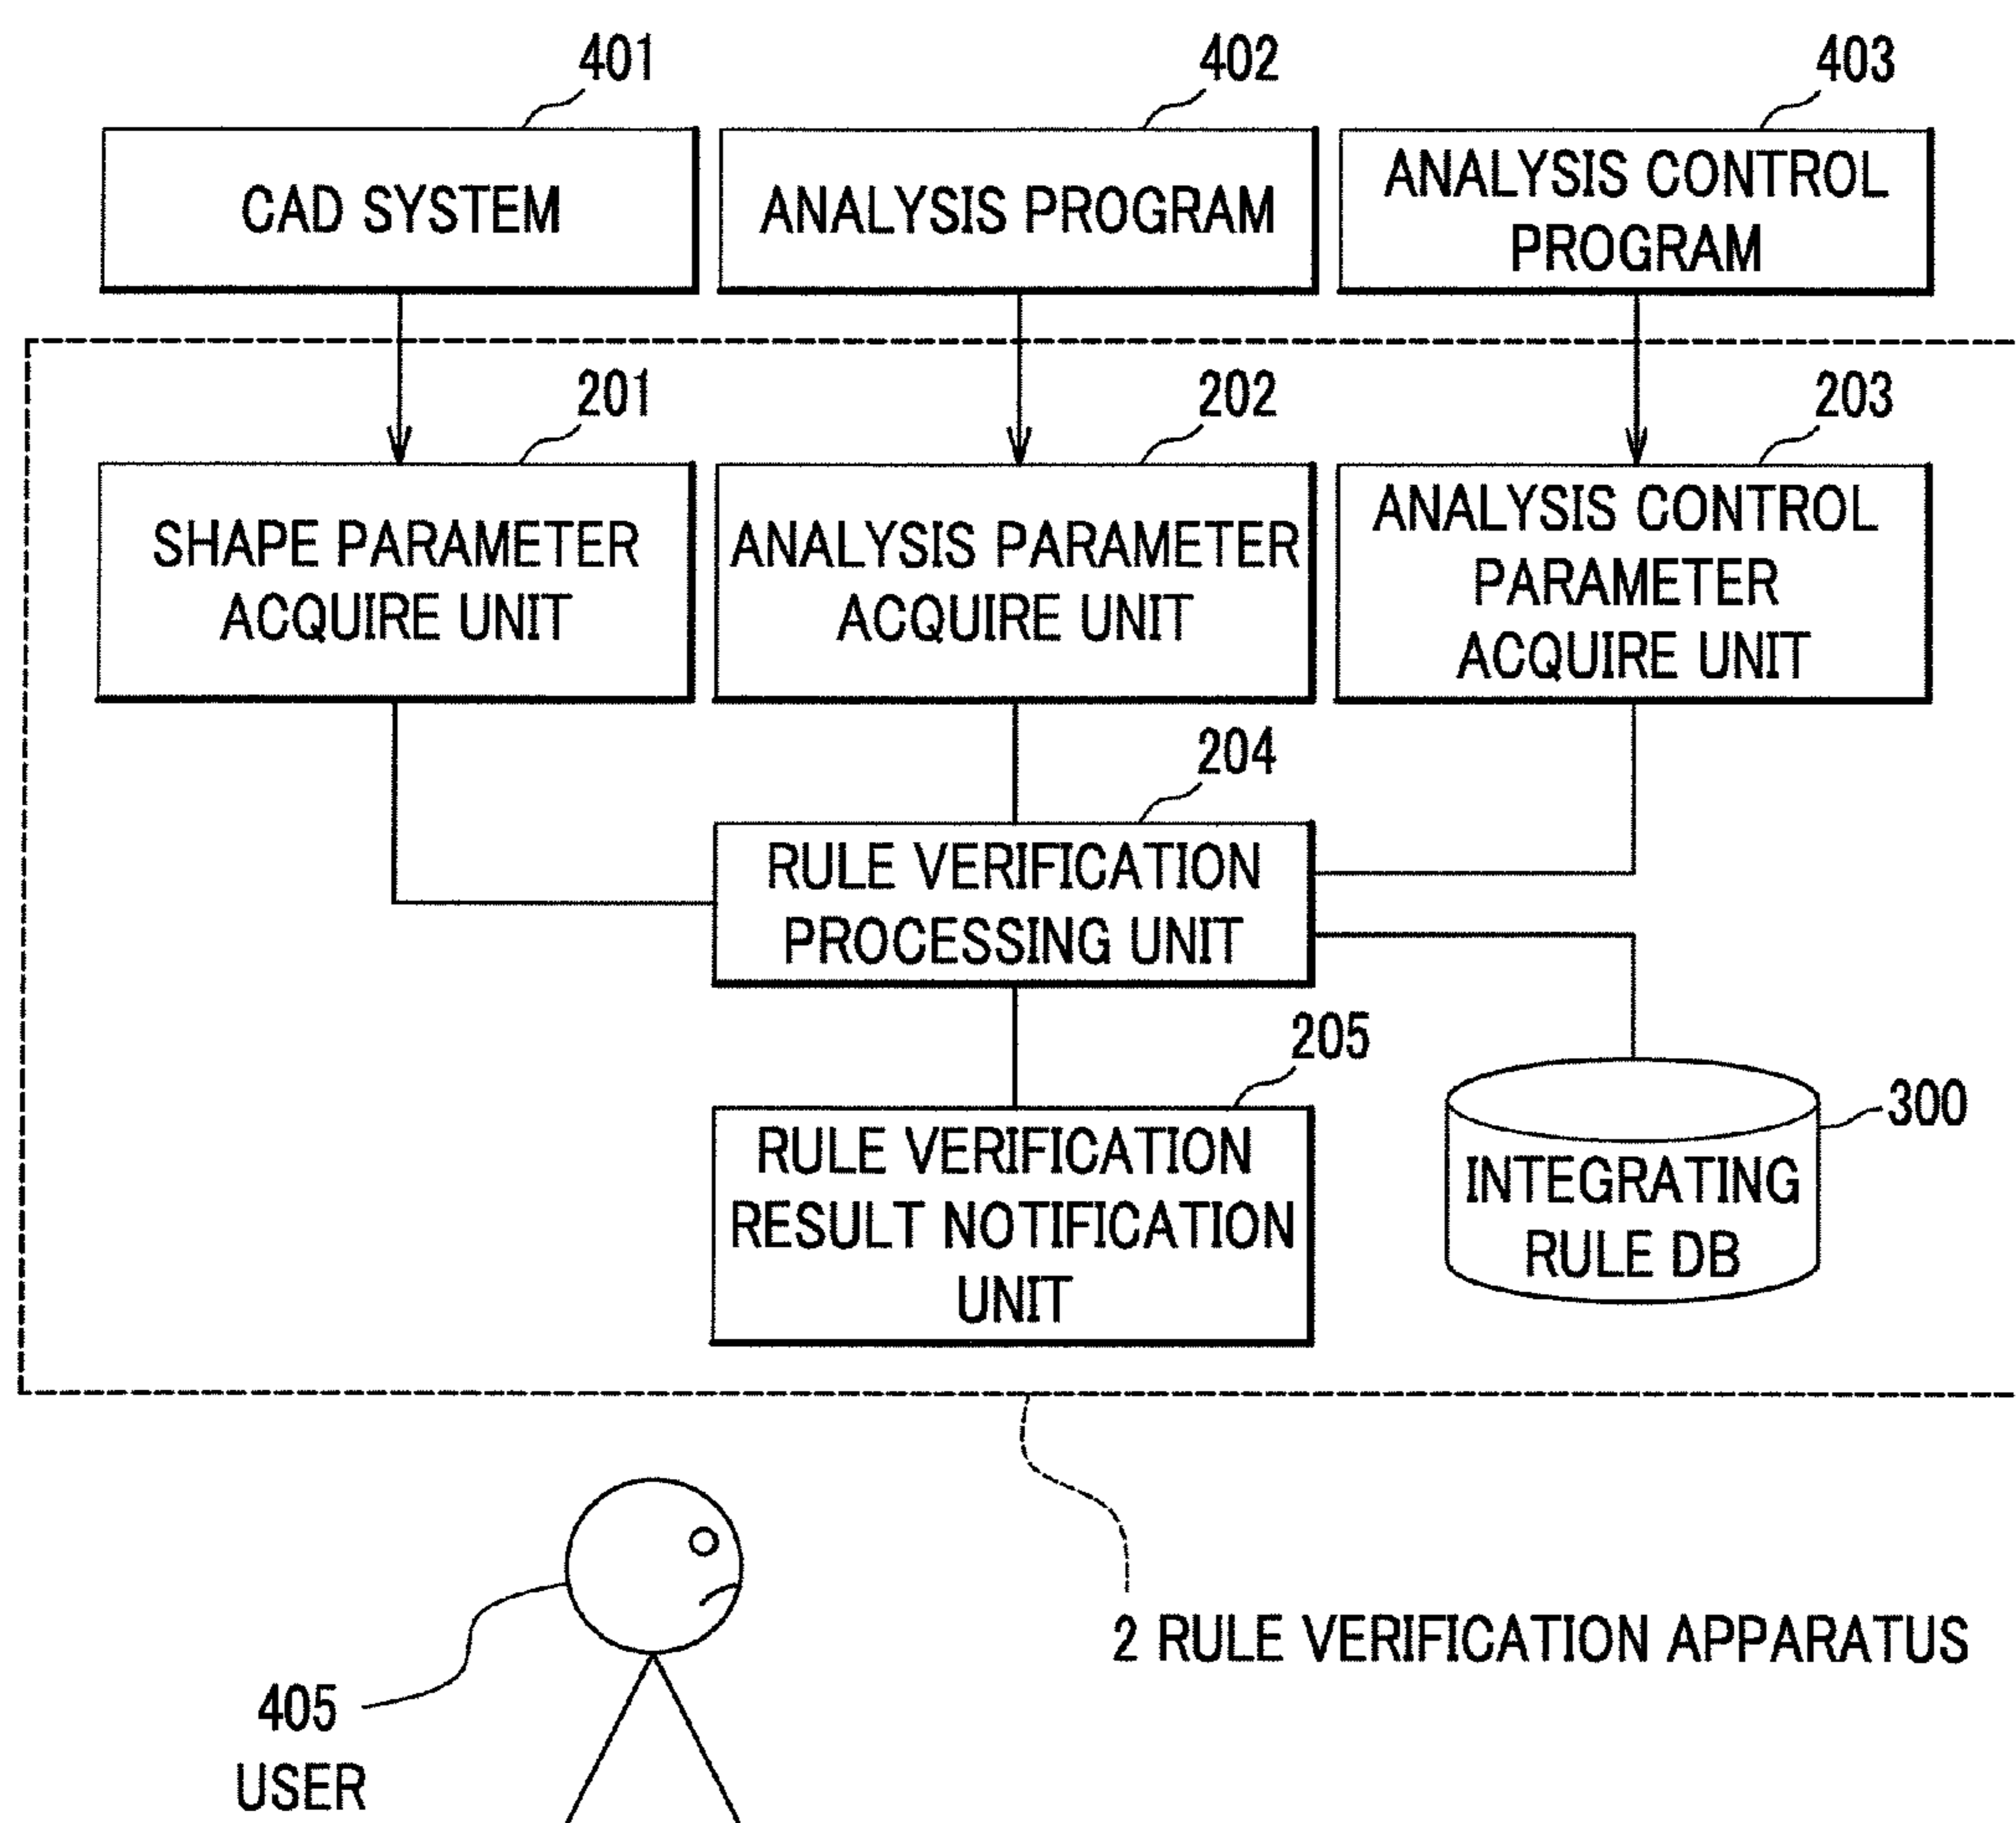 401
402
403
CAD SYSTEM
ANALYSIS PROGRAM
ANALYSIS CONTROL
PROGRAM
201
202
203
SHAPE PARAMETER
ACQUIRE UNIT
ANALYSIS PARAMETER
ACQUIRE UNIT
ANALYSIS CONTROL
PARAMETER
ACQUIRE UNIT
204
RULE VERIFICATION
PROCESSING UNIT
205
RULE VERIFICATION
RESULT NOTIFICATION
UNIT
300
INTEGRATING
RULE DB
2 RULE VERIFICATION APPARATUS
405
USER